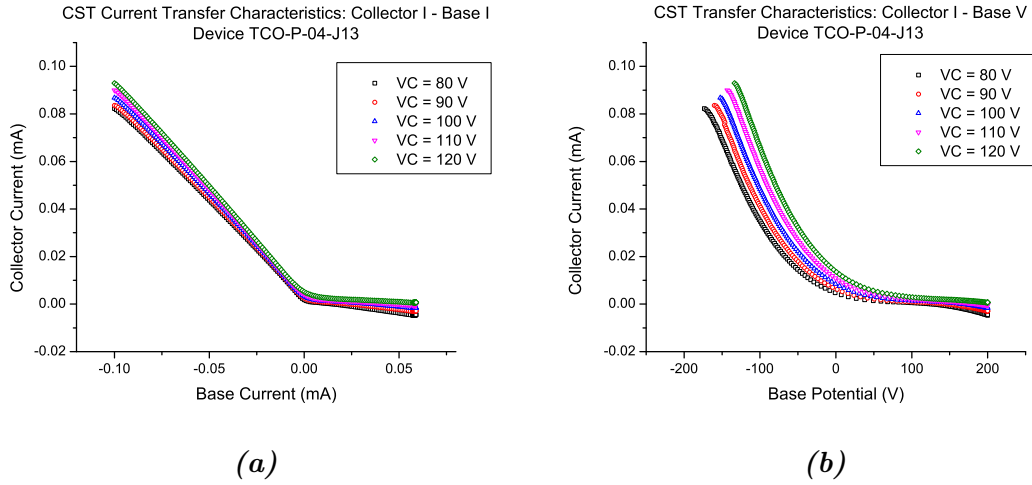 CST Current Transfer Characteristics: Collector I - Base I
Device TCO-P-04-J13
0.10
0.08
0.06
0.04
0.02
0.00
-0.02
Collector Current (mA)
VC = 80 V
VC = 90 V
VC = 100 V
VC = 110 V
VC = 120 V
-0.10
-0.05
0.00
0.05
Base Current (mA)
(a)
CST Transfer Characteristics: Collector I - Base V
Device TCO-P-04-J13
0.10
0.08
0.06
0.04
0.02
0.00
-0.02
Collector Current (mA)
VC = 80 V
VC = 90 V
VC = 100 V
VC = 110 V
VC = 120 V
-200
-100
0
100
200
Base Potential (V)
(b)